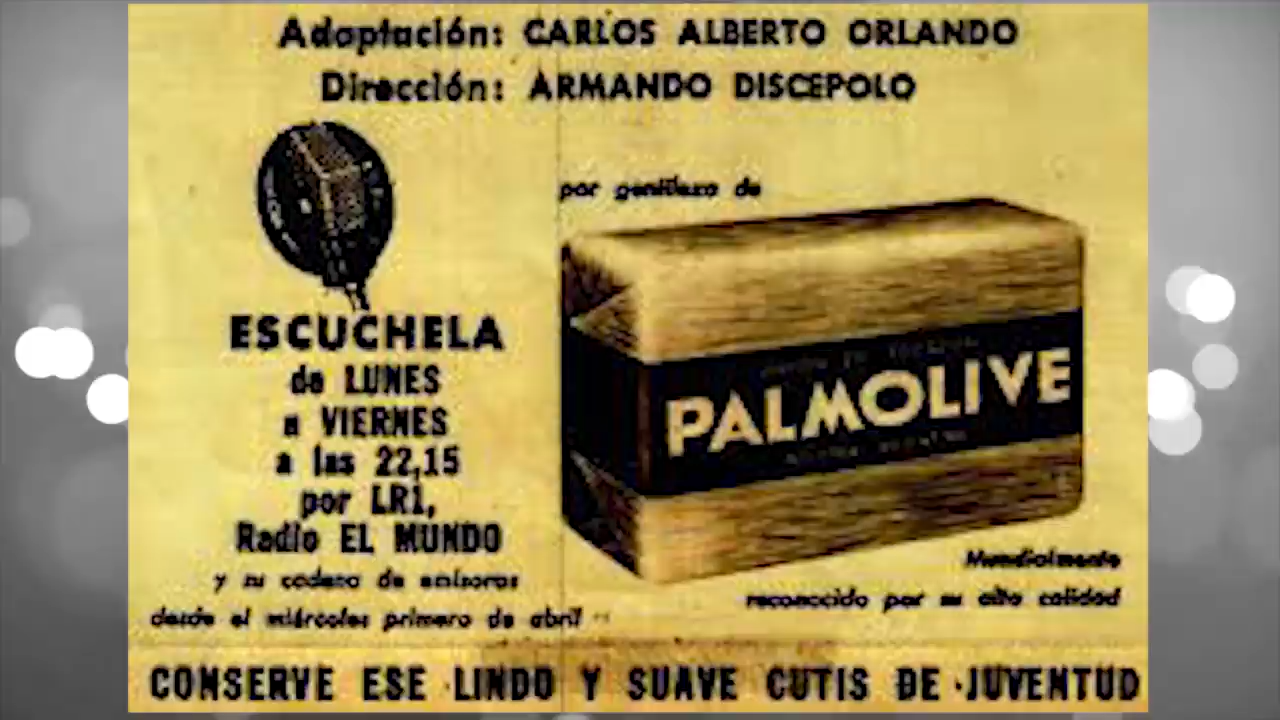 Adaptación: CARLOS ALBERTO ORLANDO
Dirección: ARMANDO DISCEPOLO
por gentileza de
PALMOLIVE
ESCUCHELA
de LUNES
a VIERNES
a las 22,15
por LR1,
Radio EL MUNDO
y su cadena de emisoras
desde el miércoles primero de abril
Mundialmente
reconocido por su alta calidad
CONSERVE ESE LINDO Y SUAVE CUTIS DE JUVENTUD